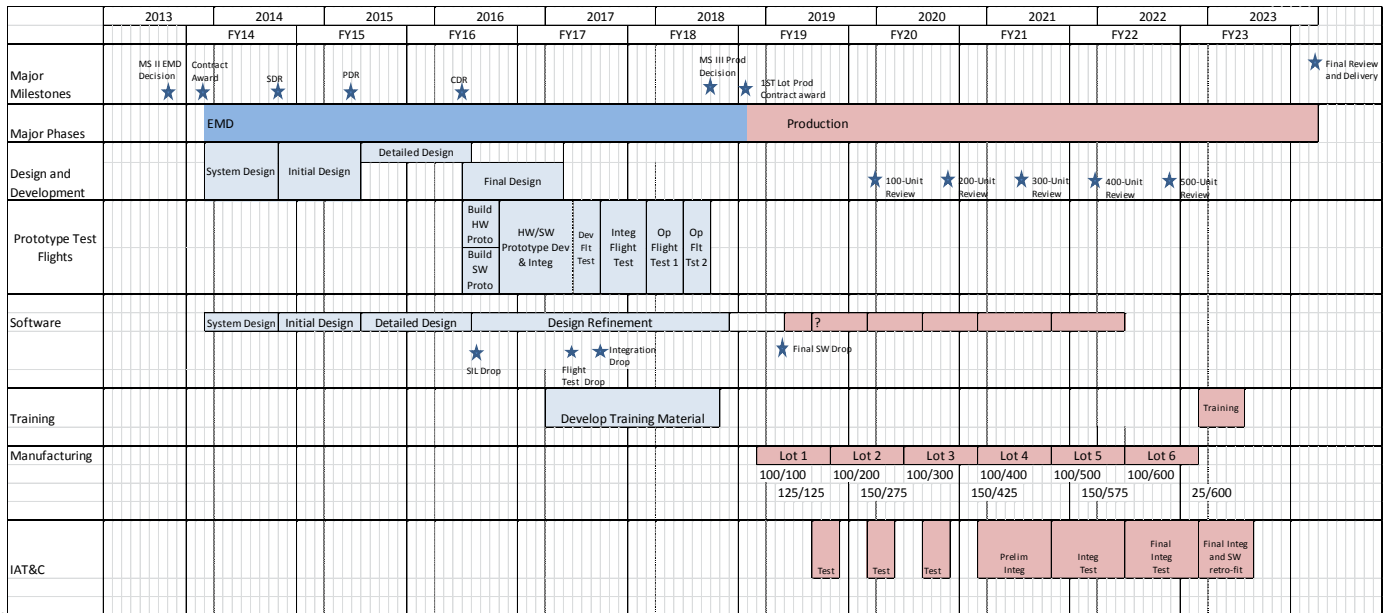 2013 2014 2015 2016 2017 2018 2019 2020 2021 2022 2023
FY14 FY15 FY16 FY17 FY18 FY19 FY20 FY21 FY22 FY23
Major
Milestones
MS II EMD
Decision
Contract
Award
SDR
PDR
CDR
MS III Prod
Decision
1ST Lot Prod
Contract award
Final Review
and Delivery
Major Phases
EMD
Production
Design and
Development
System Design
Initial Design
Detailed Design
Final Design
100-Unit
Review
200-Unit
Review
300-Unit
Review
400-Unit
Review
500-Unit
Review
Prototype Test
Flights
Build
HW
Proto
Build
SW
Proto
HW/SW
Prototype Dev
& Integ
Dev
Flt
Test
Integ
Flight
Test
Op
Flight
Test 1
Op
Flt
Tst 2
Software
System Design
Initial Design
Detailed Design
Design Refinement
?
SIL Drop
Flight
Test Drop
Integration
Drop
Final SW Drop
Training
Develop Training Material
Training
Manufacturing
Lot 1 Lot 2 Lot 3 Lot 4 Lot 5 Lot 6
100/100 100/200 100/300 100/400 100/500 100/600
125/125 150/275 150/425 150/575 25/600
IAT&C
Test
Test
Test
Prelim
Integ
Integ
Test
Final
Integ
Test
Final Integ
and SW
retro-fit